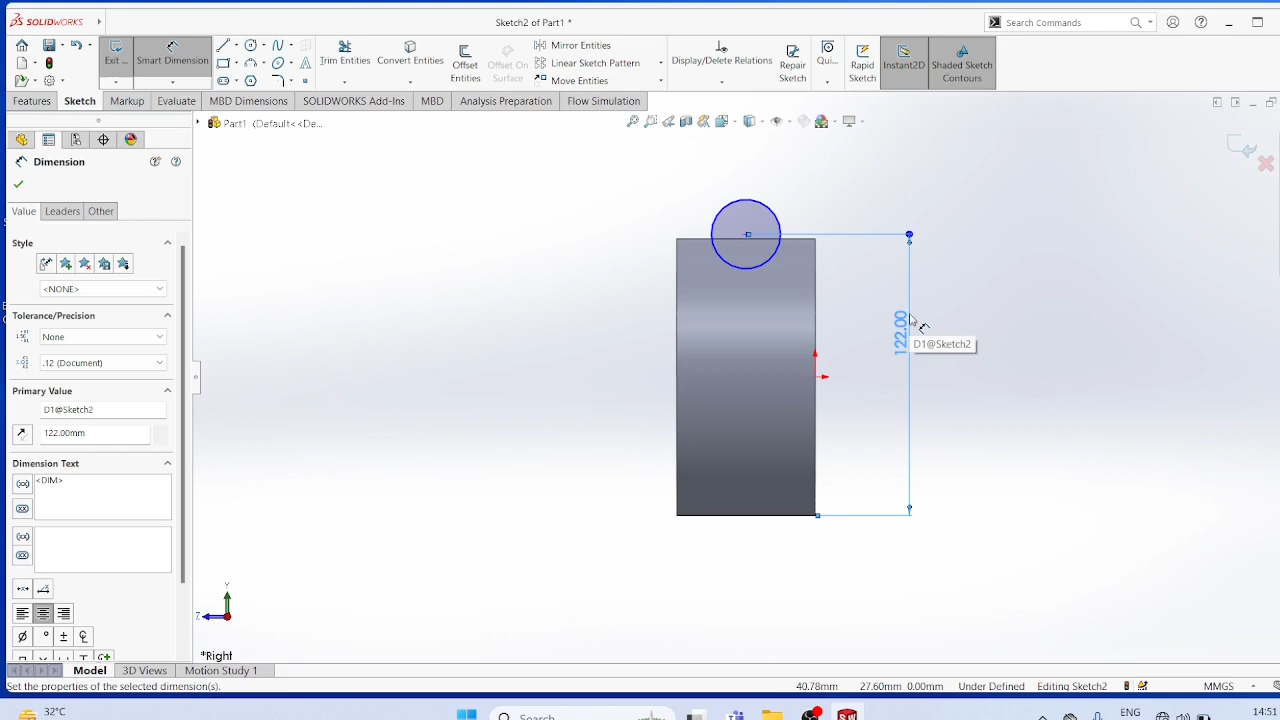 SOLIDWORKS
Sketch2 of Part1 *
Search Commands
Exit ...
Smart Dimension
Trim Entities
Convert Entities
Offset Entities
Offset On Surface
Mirror Entities
Linear Sketch Pattern
Move Entities
Display/Delete Relations
Repair Sketch
Qui...
Rapid Sketch
Instant2D
Shaded Sketch Contours
Features
Sketch
Markup
Evaluate
MBD Dimensions
SOLIDWORKS Add-Ins
MBD
Analysis Preparation
Flow Simulation
Part1 (Default<<De...
Dimension
Value
Leaders
Other
Style
<NONE>
Tolerance/Precision
None
.12 (Document)
Primary Value
D1@Sketch2
122.00mm
Dimension Text
<DIM>
122.00
D1@Sketch2
Y
Z
*Right
Model
3D Views
Motion Study 1
Set the properties of the selected dimension(s).
40.78mm
27.60mm 0.00mm
Under Defined
Editing Sketch2
MMGS
32°C
Search
ENG
14:51